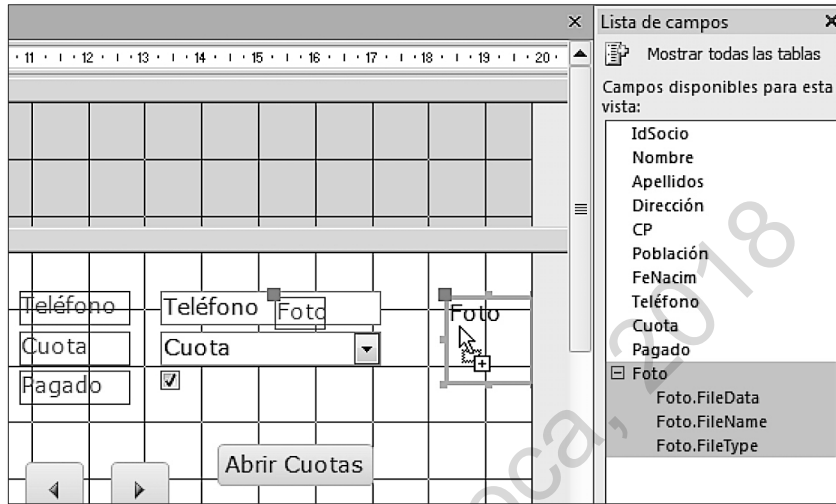 Lista de campos
Mostrar todas las tablas
Campos disponibles para esta
vista:
IdSocio
Nombre
Apellidos
Dirección
CP
Población
FeNacim
Teléfono
Cuota
Pagado
Foto
Foto.FileData
Foto.FileName
Foto.FileType
11 12 13 14 15 16 17 18 19 20
Teléfono Teléfono Foto Foto
Cuota Cuota
Pagado
Abrir Cuotas